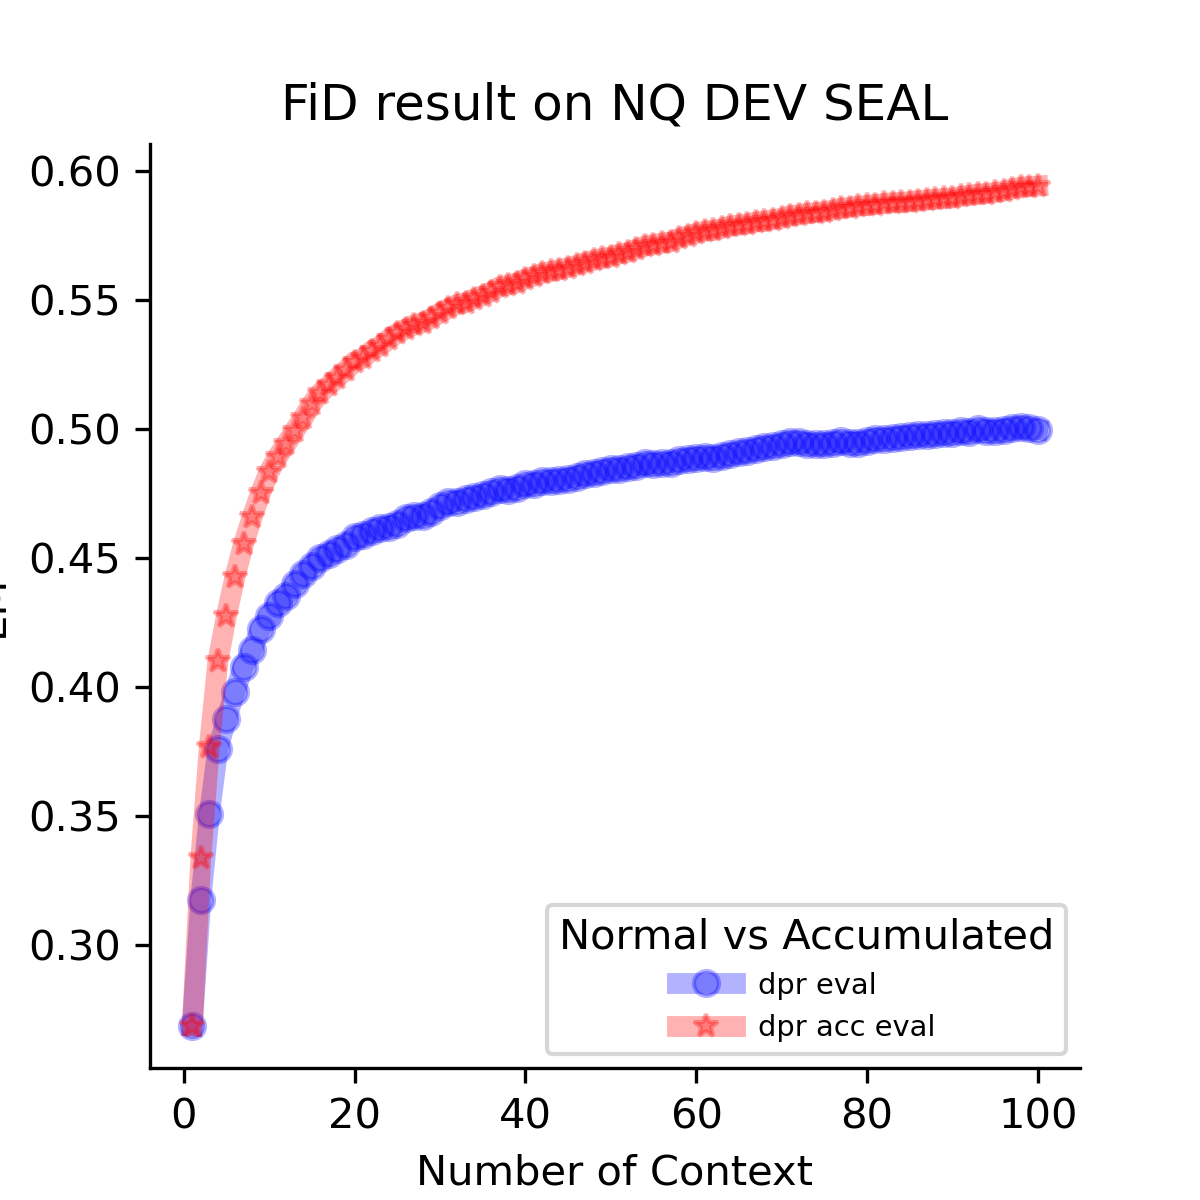 FiD result on NQ DEV SEAL
0.60
0.55
0.50
0.45
0.40
0.35
0.30
Normal vs Accumulated
dpr eval
dpr acc eval
0 20 40 60 80 100
Number of Context